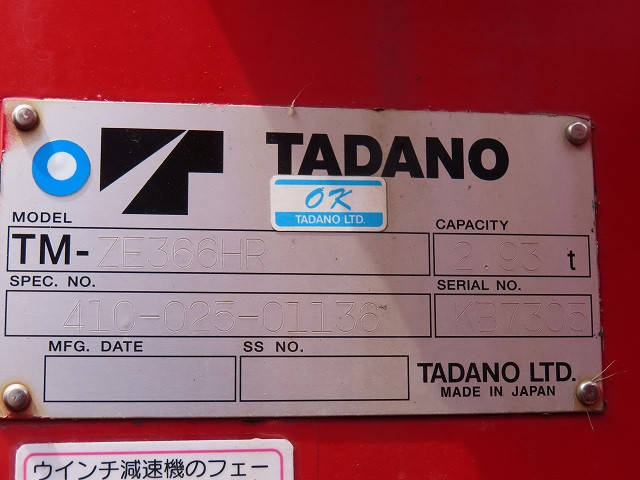 TADANO
OK
TADANO LTD.
MODEL
CAPACITY
TM-ZE366HR
2.93 t
SPEC. NO.
SERIAL NO.
410-025-01136
KB7305
MFG. DATE
SS NO.
TADANO LTD.
MADE IN JAPAN
ウインチ減速機のフェー